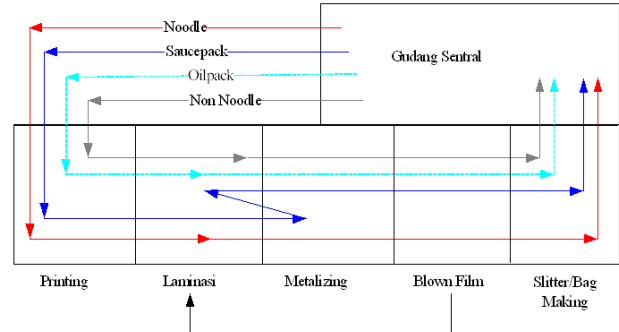 Noodle
Saucepack
Gudang Sentral
Oilpack
Non Noodle
Printing
Laminasi
Metalizing
Blown Film
Slitter/Bag
Making